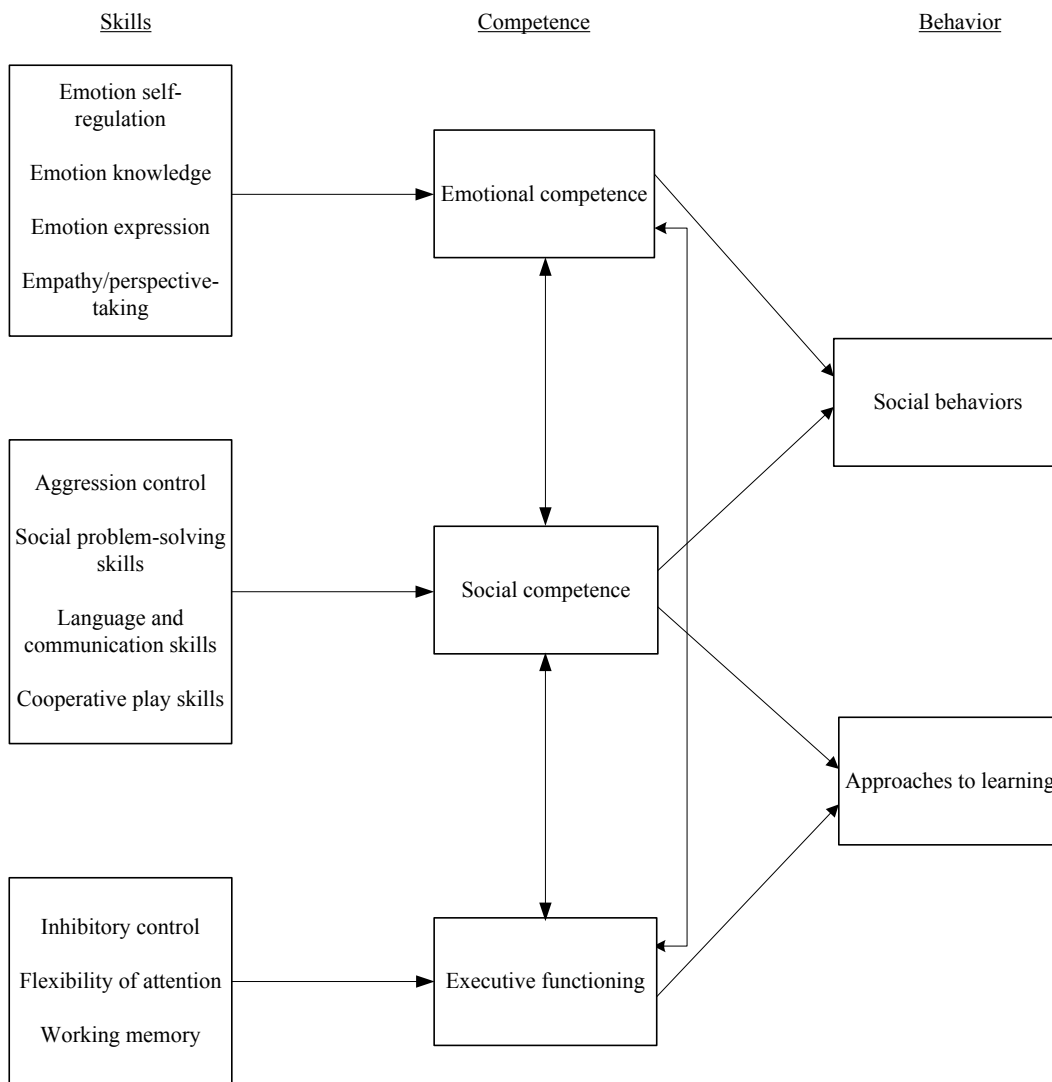 Skills
Competence
Behavior
Emotion self-
regulation
Emotion knowledge
Emotion expression
Empathy/perspective-
taking
Emotional competence
Social behaviors
Aggression control
Social problem-solving
skills
Language and
communication skills
Cooperative play skills
Social competence
Approaches to learning
Inhibitory control
Flexibility of attention
Working memory
Executive functioning